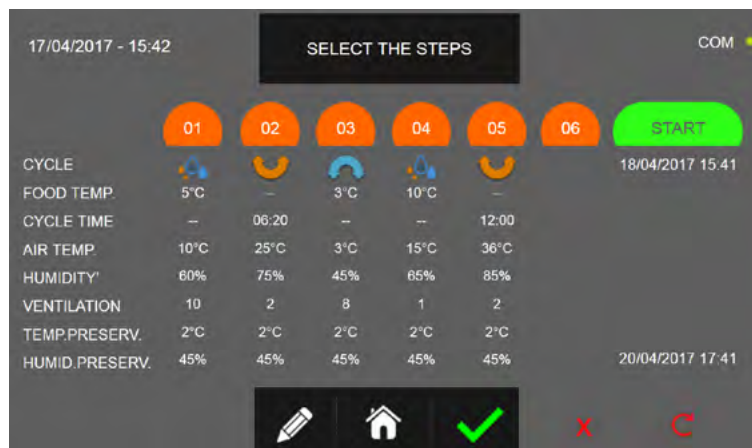 17/04/2017 - 15:42 SELECT THE STEPS COM
01 02 03 04 05 06 START
CYCLE 18/04/2017 15:41
FOOD TEMP. 5°C -- 3°C 10°C --
CYCLE TIME -- 06:20 -- -- 12:00
AIR TEMP. 10°C 25°C 3°C 15°C 36°C
HUMIDITY' 60% 75% 45% 65% 85%
VENTILATION 10 2 8 1 2
TEMP.PRESERV. 2°C 2°C 2°C 2°C 2°C
HUMID.PRESERV. 45% 45% 45% 45% 45% 20/04/2017 17:41